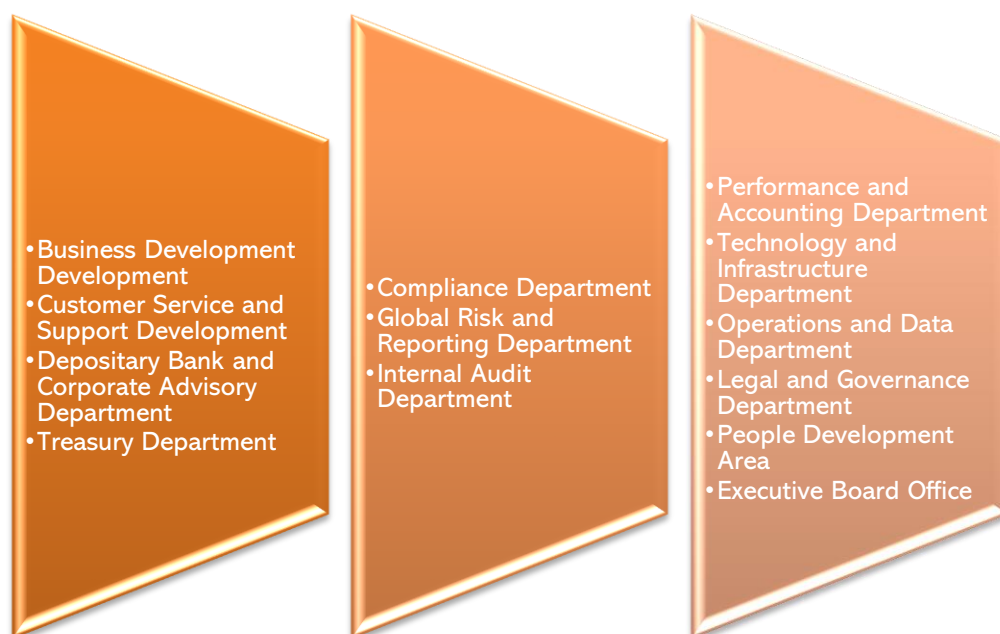 •Business Development
Development
•Customer Service and
Support Development
•Depositary Bank and
Corporate Advisory
Department
•Treasury Department
•Compliance Department
•Global Risk and
Reporting Department
•Internal Audit
Department
•Performance and
Accounting Department
•Technology and
Infrastructure
Department
•Operations and Data
Department
•Legal and Governance
Department
•People Development
Area
•Executive Board Office